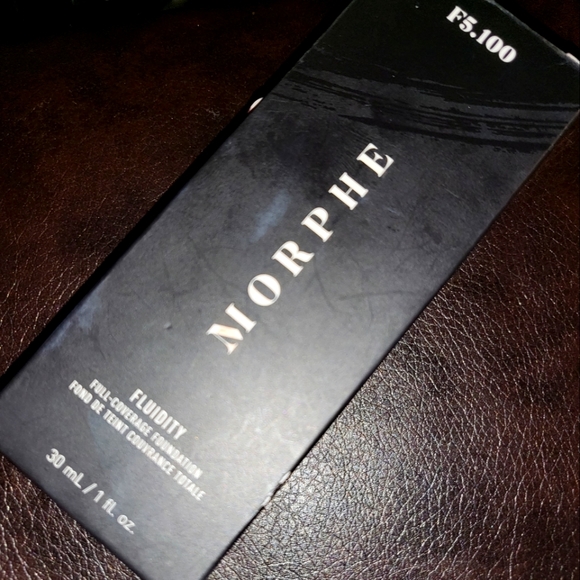 F5.100
MORPHE
FLUIDITY
FULL-COVERAGE FOUNDATION
FOND DE TEINT COUVRANCE TOTALE
30 mL / 1 fl. oz.